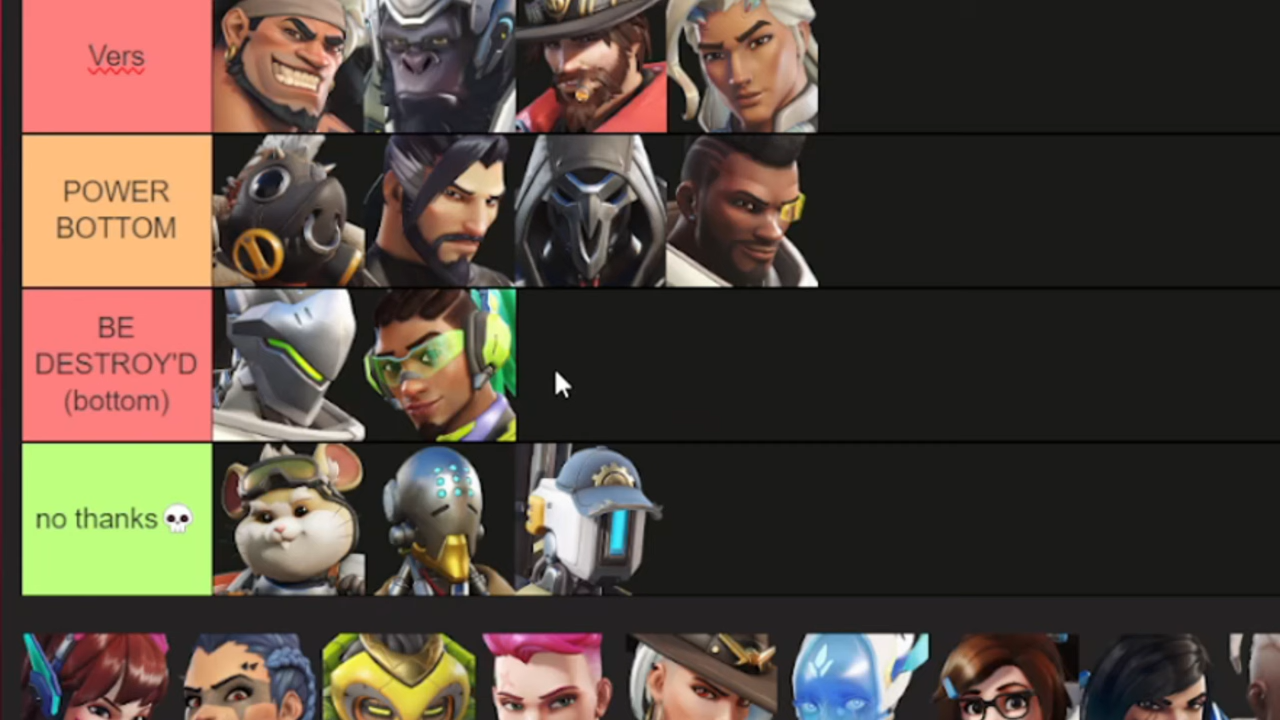 Vers
POWER
BOTTOM
BE
DESTROY'D
(bottom)
no thanks💀